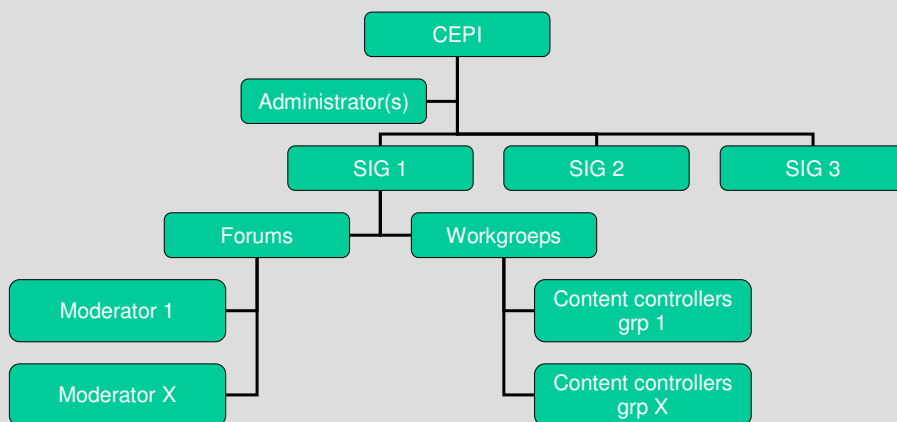 CEPI
Administrator(s)
SIG 1
SIG 2
SIG 3
Forums
Workgroeps
Moderator 1
Content controllers
grp 1
Moderator X
Content controllers
grp X